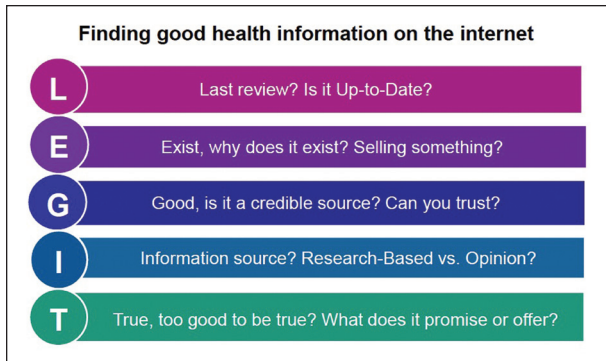 Finding good health information on the internet
L
Last review? Is it Up-to-Date?
E
Exist, why does it exist? Selling something?
G
Good, is it a credible source? Can you trust?
I
Information source? Research-Based vs. Opinion?
T
True, too good to be true? What does it promise or offer?